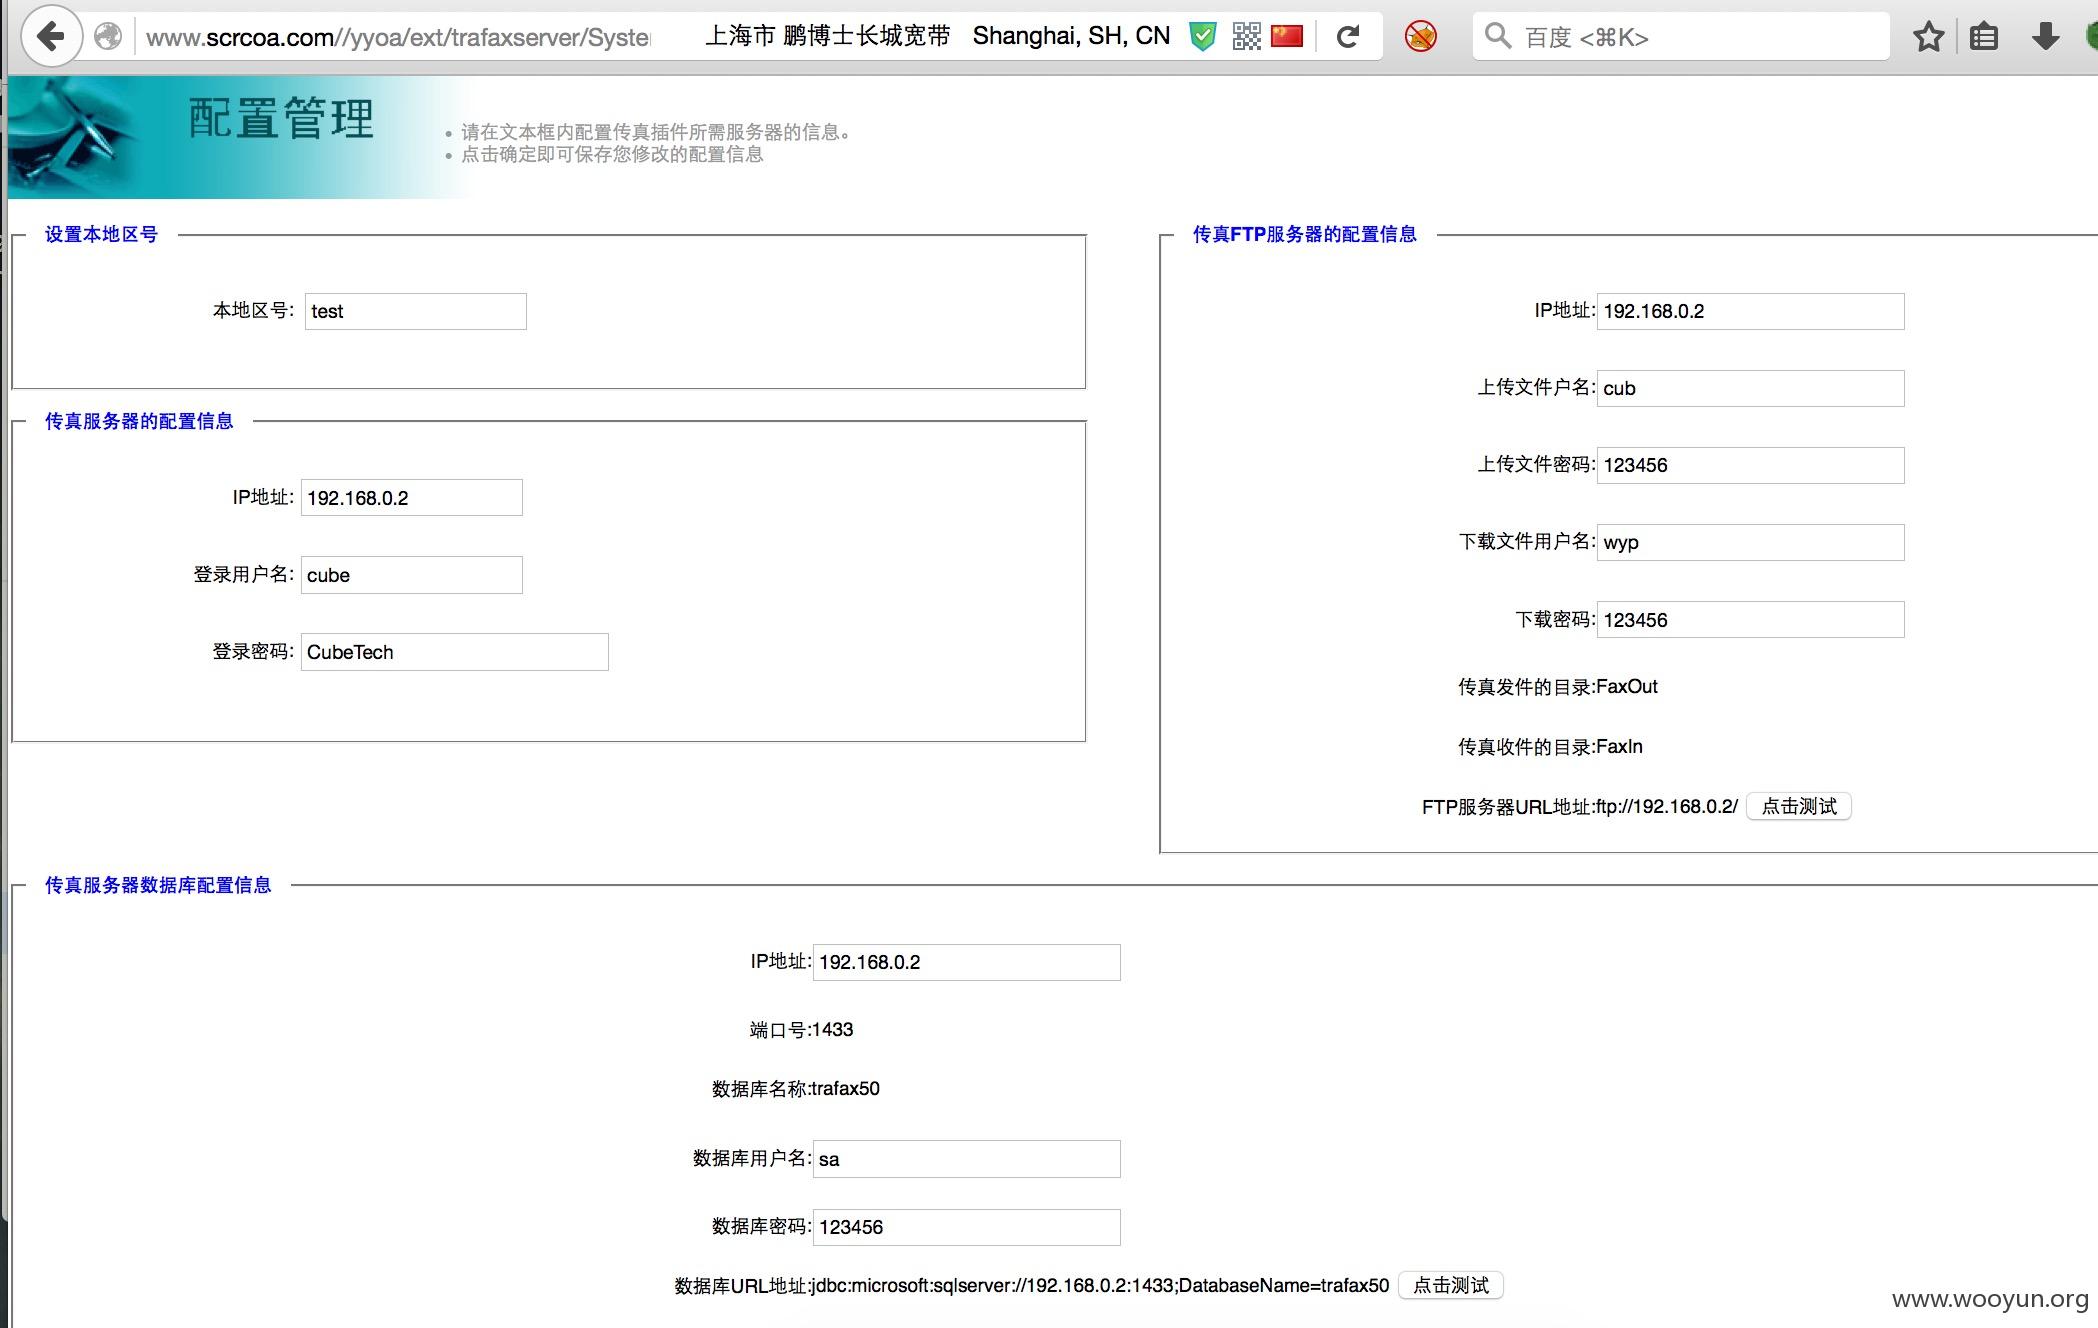 www.scrcoa.com//yyoa/ext/trafaxserver/Syste 上海市 鹏博士长城宽带 Shanghai, SH, CN 百度 <⌘K>
配置管理
请在文本框内配置传真插件所需服务器的信息。
点击确定即可保存您修改的配置信息
设置本地区号
本地区号: test
传真服务器的配置信息
IP地址: 192.168.0.2
登录用户名: cube
登录密码: CubeTech
传真FTP服务器的配置信息
IP地址: 192.168.0.2
上传文件户名: cub
上传文件密码: 123456
下载文件用户名: wyp
下载密码: 123456
传真发件的目录:FaxOut
传真收件的目录:FaxIn
FTP服务器URL地址:ftp://192.168.0.2/ 点击测试
传真服务器数据库配置信息
IP地址: 192.168.0.2
端口号:1433
数据库名称:trafax50
数据库用户名: sa
数据库密码: 123456
数据库URL地址:jdbc:microsoft:sqlserver://192.168.0.2:1433;DatabaseName=trafax50 点击测试
www.wooyun.org